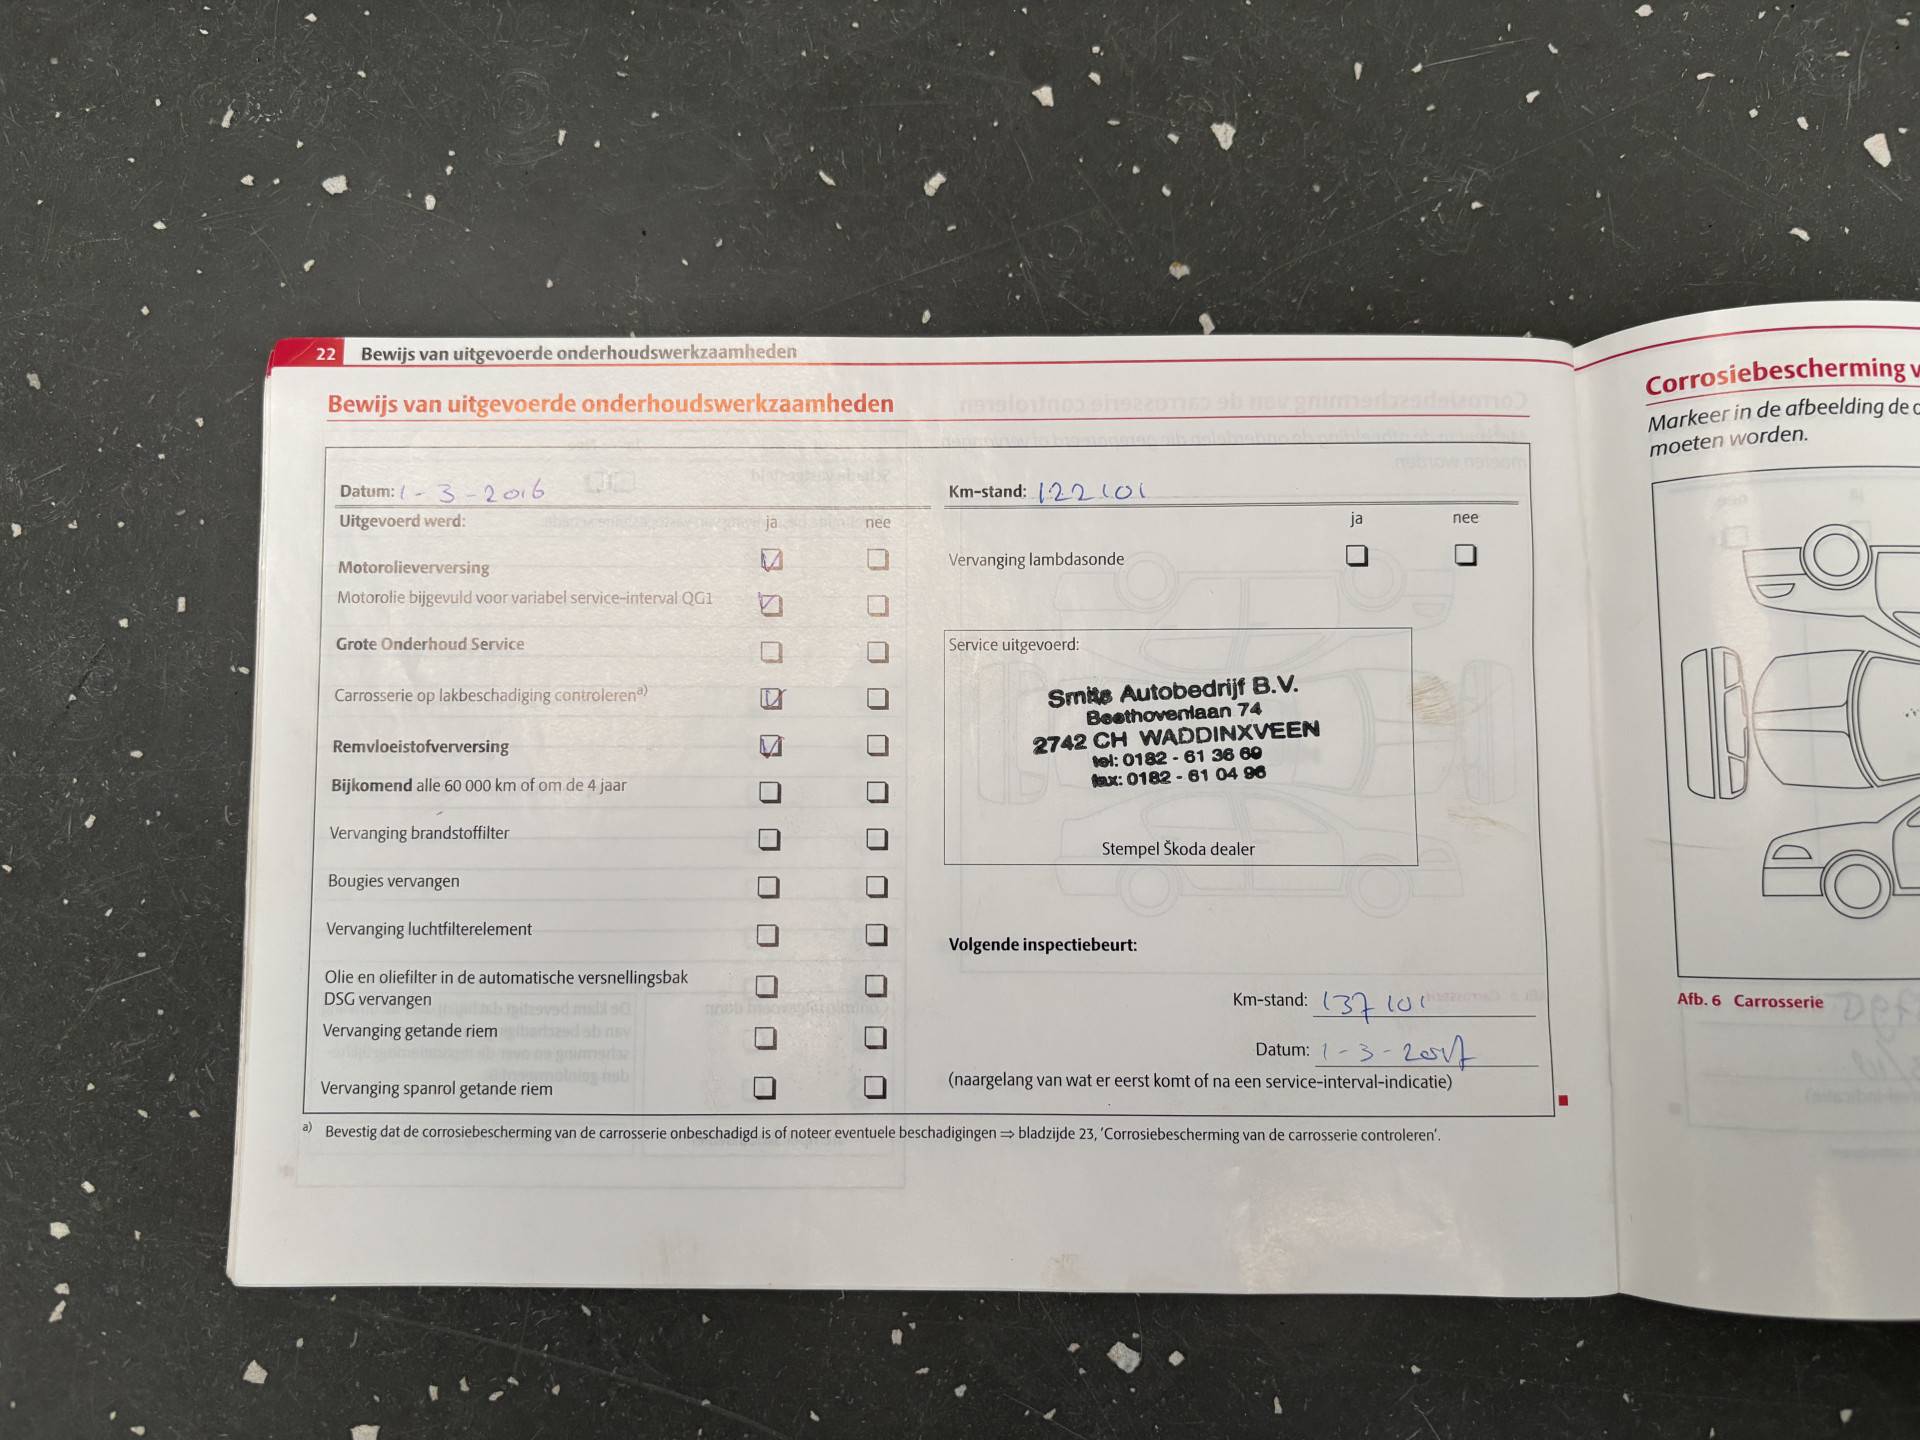 22 Bewijs van uitgevoerde onderhoudswerkzaamheden
Bewijs van uitgevoerde onderhoudswerkzaamheden
Datum: 1-3-2016
Uitgevoerd werd: ja nee
Motorolieverversing
Motorolie bijgevuld voor variabel service-interval QG1
Grote Onderhoud Service
Carrosserie op lakbeschadiging controleren a)
Remvloeistofverversing
Bijkomend alle 60 000 km of om de 4 jaar
Vervanging brandstoffilter
Bougies vervangen
Vervanging luchtfilterelement
Olie en oliefilter in de automatische versnellingsbak
DSG vervangen
Vervanging getande riem
Vervanging spanrol getande riem
Km-stand: 122101
ja nee
Vervanging lambdasonde
Service uitgevoerd:
Smits Autobedrijf B.V.
Beethovenlaan 74
2742 CH WADDINXVEEN
tel: 0182 - 61 36 69
fax: 0182 - 61 04 96
Stempel Škoda dealer
Volgende inspectiebeurt:
Km-stand: 137101
Datum: 1-3-2017
(naargelang van wat er eerst komt of na een service-interval-indicatie)
a) Bevestig dat de corrosiebescherming van de carrosserie onbeschadigd is of noteer eventuele beschadigingen ⇒ bladzijde 23, 'Corrosiebescherming van de carrosserie controleren'.
Corrosiebescherming v
Markeer in de afbeelding de
moeten worden.
Afb. 6 Carrosserie